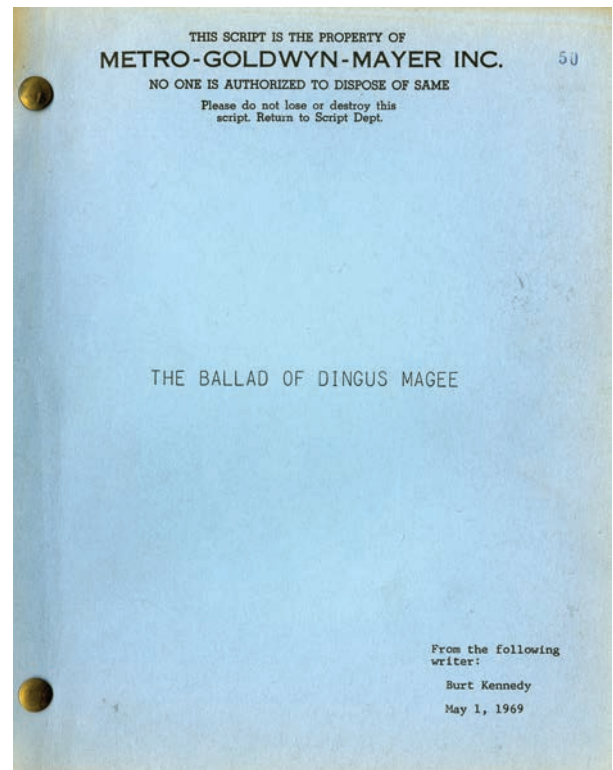 THIS SCRIPT IS THE PROPERTY OF
METRO-GOLDWYN-MAYER INC.
50
NO ONE IS AUTHORIZED TO DISPOSE OF SAME
Please do not lose or destroy this
script. Return to Script Dept.
THE BALLAD OF DINGUS MAGEE
From the following
writer:
Burt Kennedy
May 1, 1969